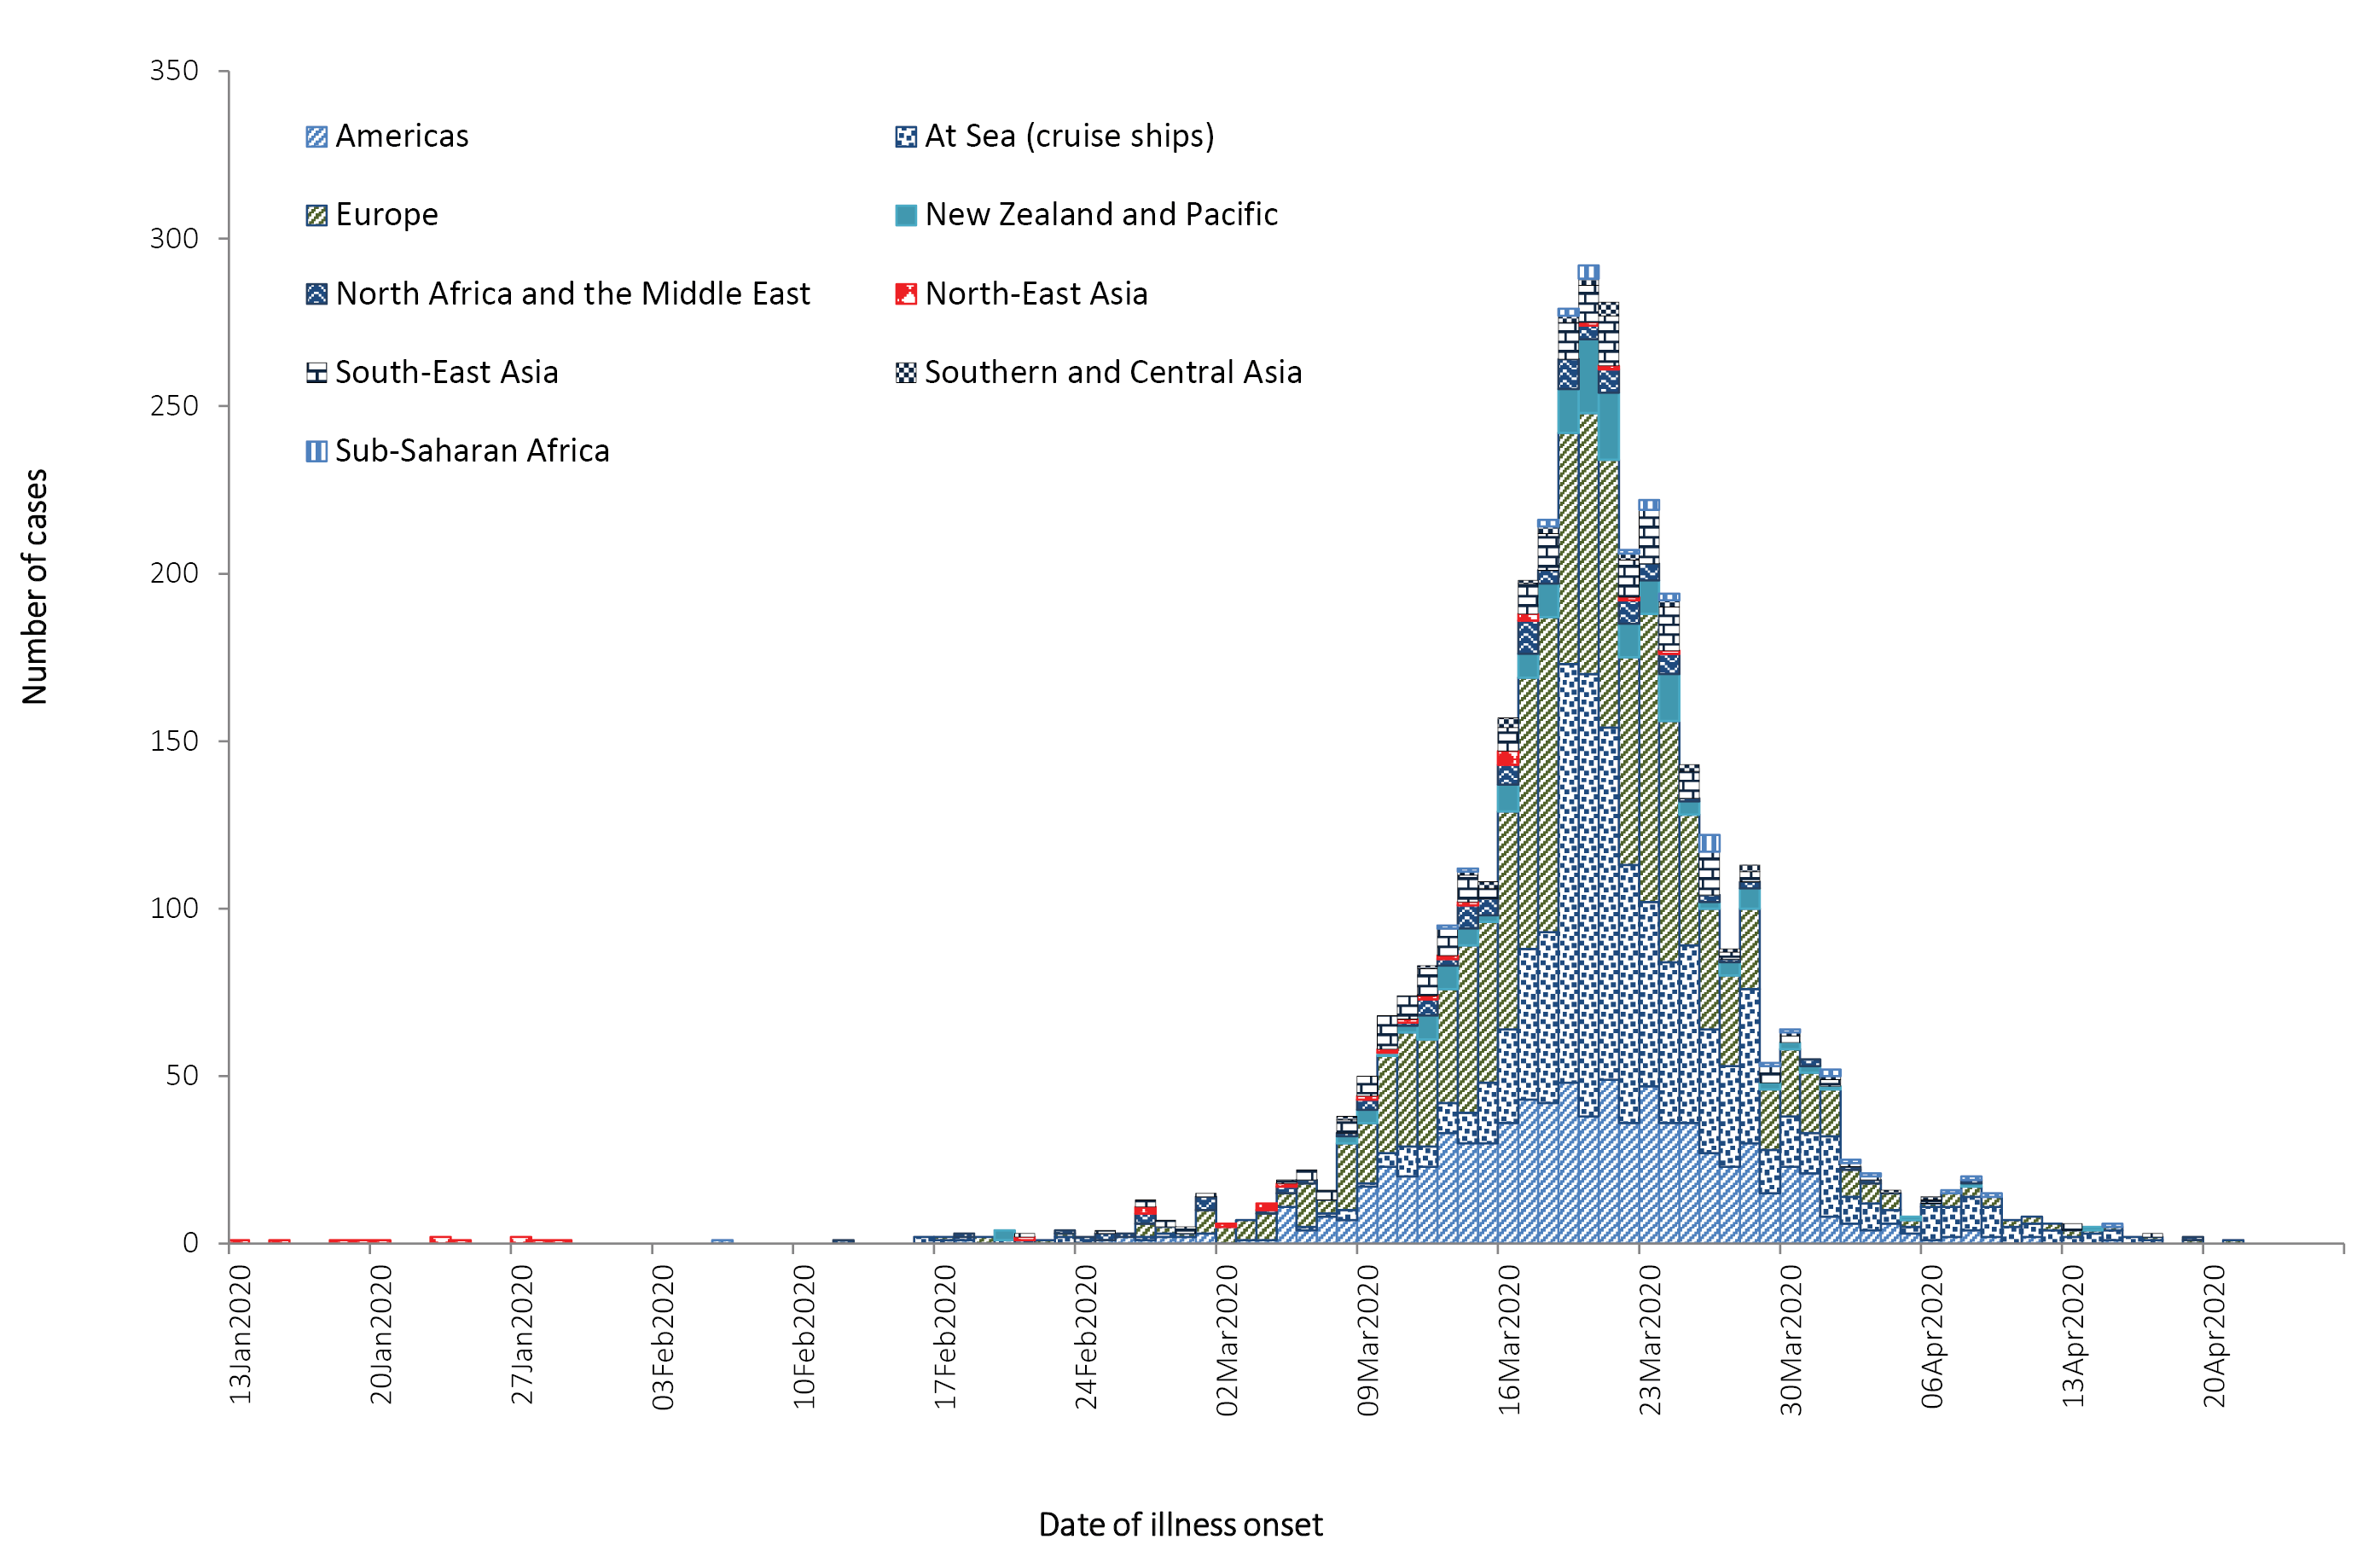 350
300
250
200
150
100
50
0
Number of cases
Americas
At Sea (cruise ships)
Europe
New Zealand and Pacific
North Africa and the Middle East
North-East Asia
South-East Asia
Southern and Central Asia
Sub-Saharan Africa
13Jan2020
20Jan2020
27Jan2020
03Feb2020
10Feb2020
17Feb2020
24Feb2020
02Mar2020
09Mar2020
16Mar2020
23Mar2020
30Mar2020
06Apr2020
13Apr2020
20Apr2020
Date of illness onset